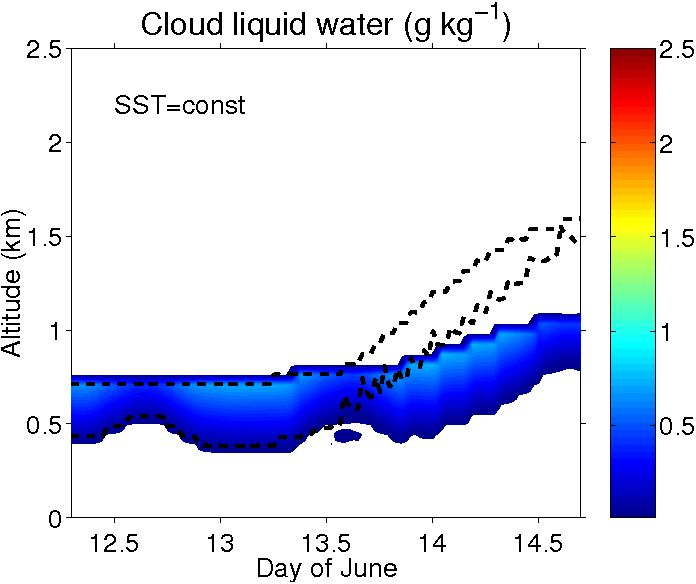 Cloud liquid water (g kg⁻¹)
SST=const
Altitude (km)
2.5
2
1.5
1
0.5
0
12.5 13 13.5 14 14.5
Day of June
2.5
2
1.5
1
0.5